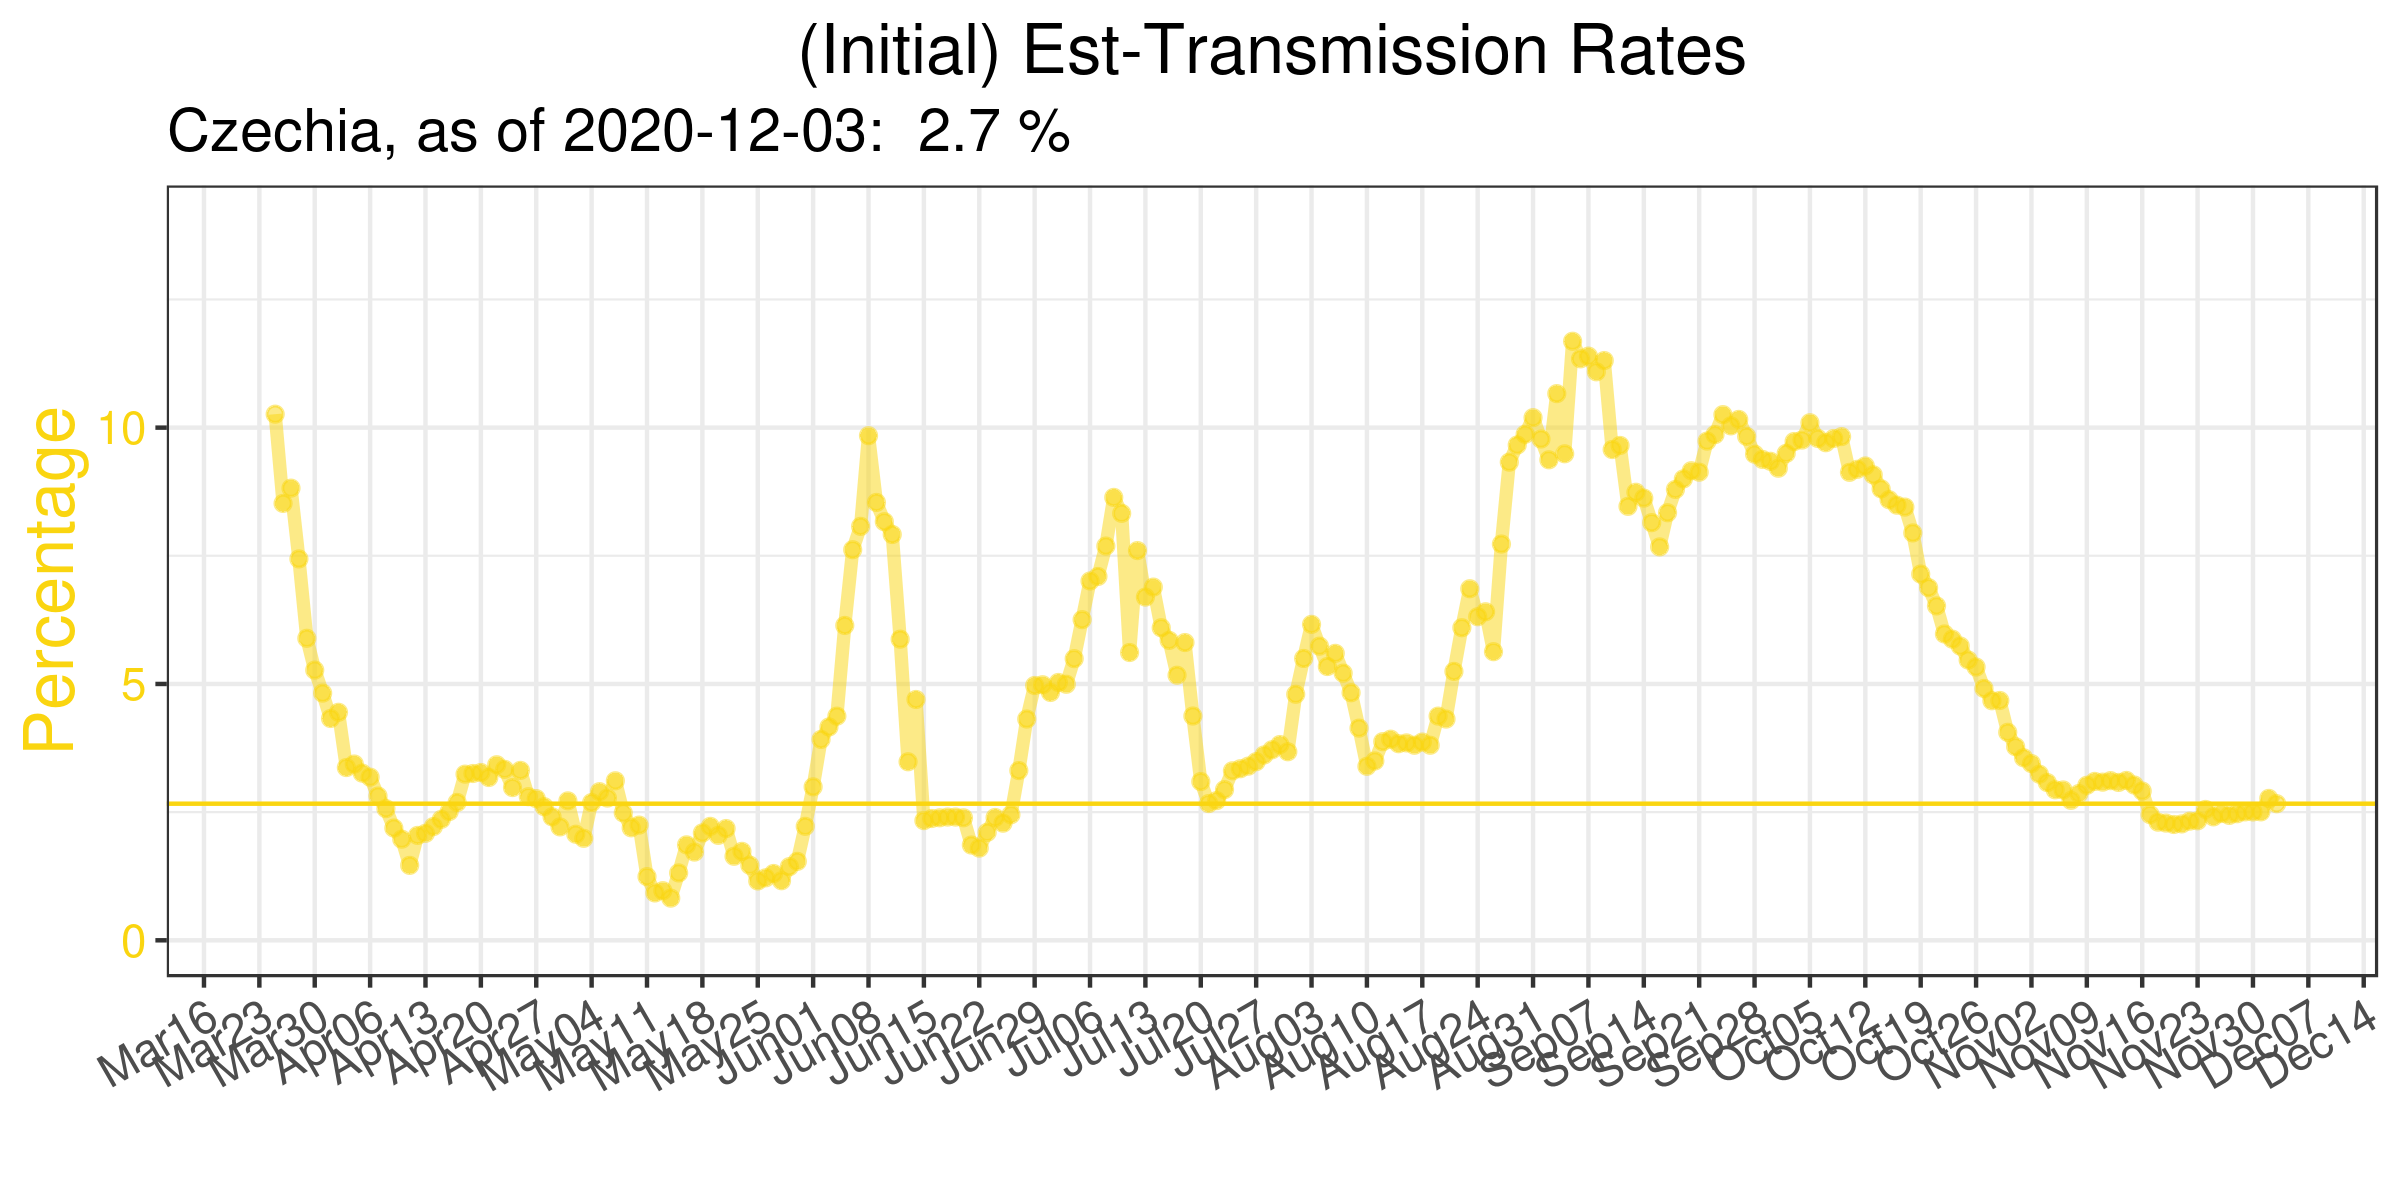 (Initial) Est-Transmission Rates
Czechia, as of 2020-12-03:  2.7 %
Percentage
10
5
0
Mar16
Mar23
Mar30
Apr06
Apr13
Apr20
Apr27
May04
May11
May18
May25
Jun01
Jun08
Jun15
Jun22
Jun29
Jul06
Jul13
Jul20
Jul27
Aug03
Aug10
Aug17
Aug24
Aug31
Sep07
Sep14
Sep21
Sep28
Oct05
Oct12
Oct19
Oct26
Nov02
Nov09
Nov16
Nov23
Nov30
Dec07
Dec14